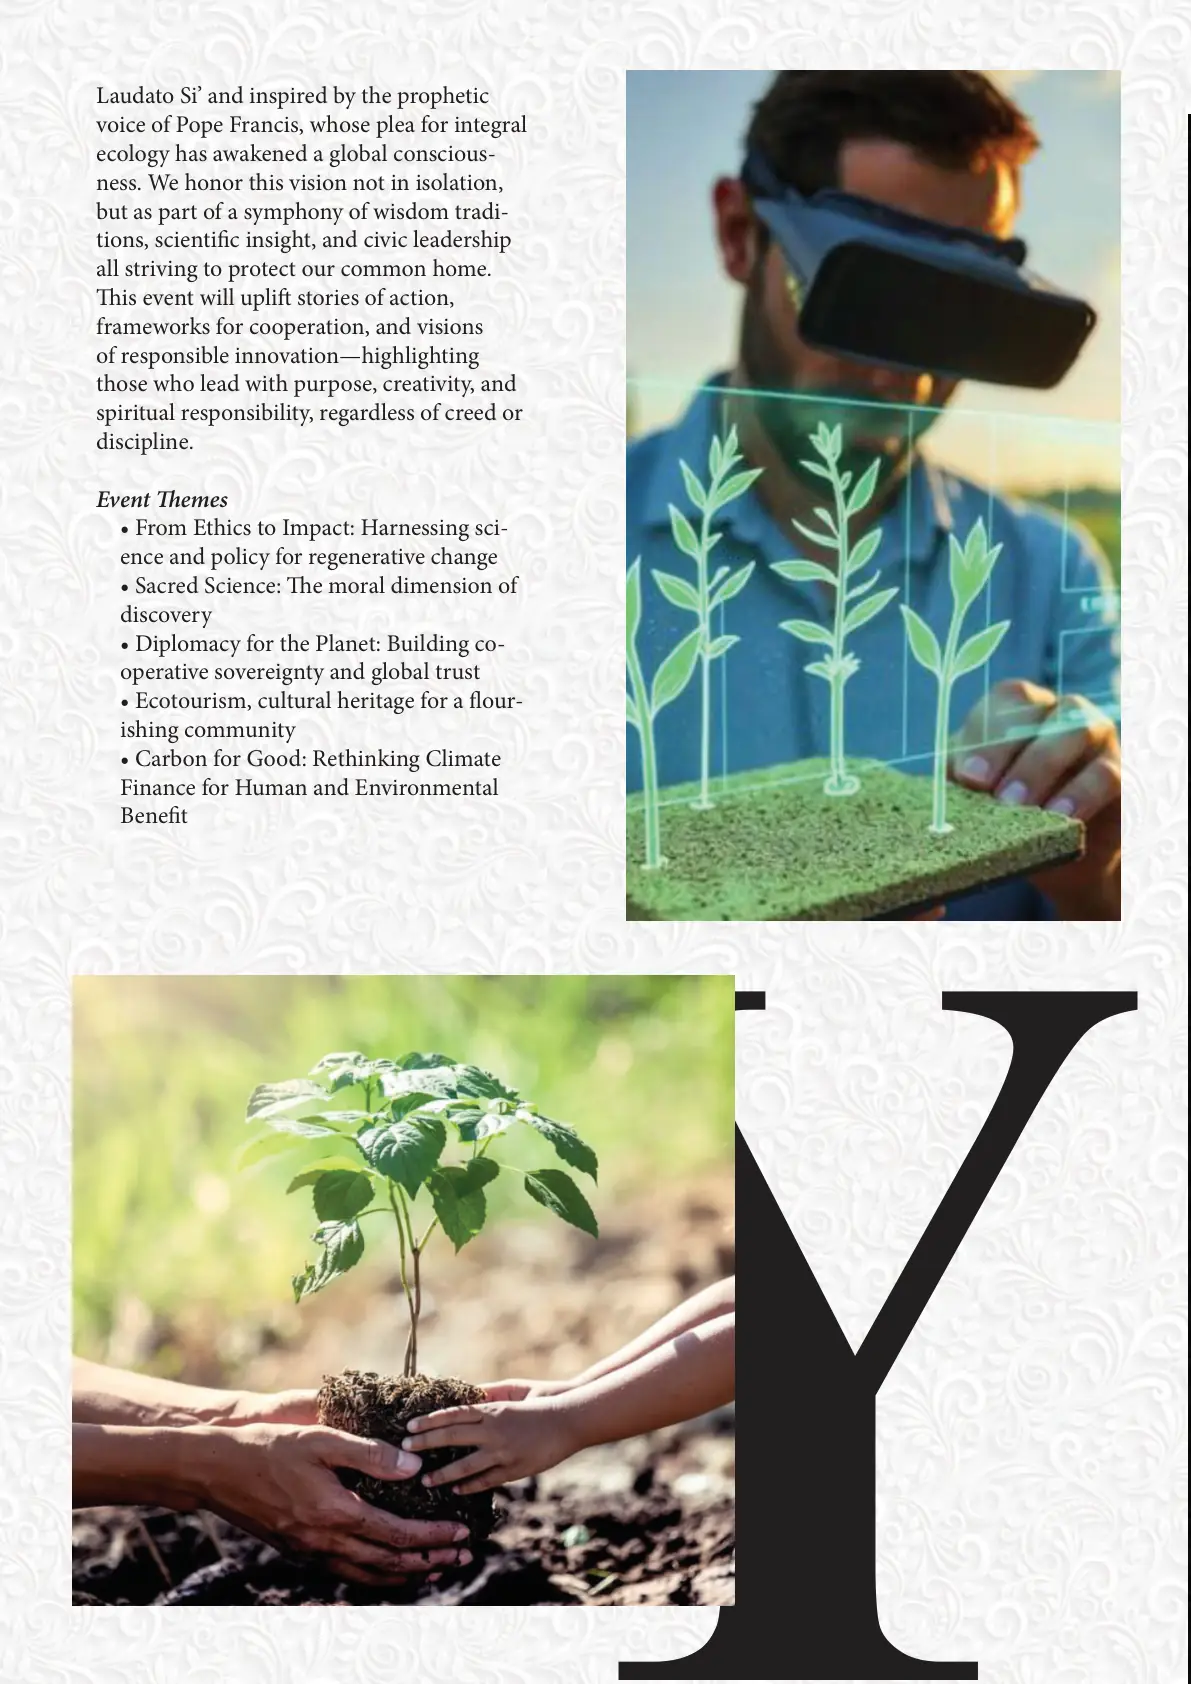 Laudato Si’ and inspired by the prophetic
voice of Pope Francis, whose plea for integral
ecology has awakened a global conscious-
ness. We honor this vision not in isolation,
but as part of a symphony of wisdom tradi-
tions, scientific insight, and civic leadership
all striving to protect our common home.
This event will uplift stories of action,
frameworks for cooperation, and visions
of responsible innovation—highlighting
those who lead with purpose, creativity, and
spiritual responsibility, regardless of creed or
discipline.
Event Themes
• From Ethics to Impact: Harnessing sci-
ence and policy for regenerative change
• Sacred Science: The moral dimension of
discovery
• Diplomacy for the Planet: Building co-
operative sovereignty and global trust
• Ecotourism, cultural heritage for a flour-
ishing community
• Carbon for Good: Rethinking Climate
Finance for Human and Environmental
Benefit
Y